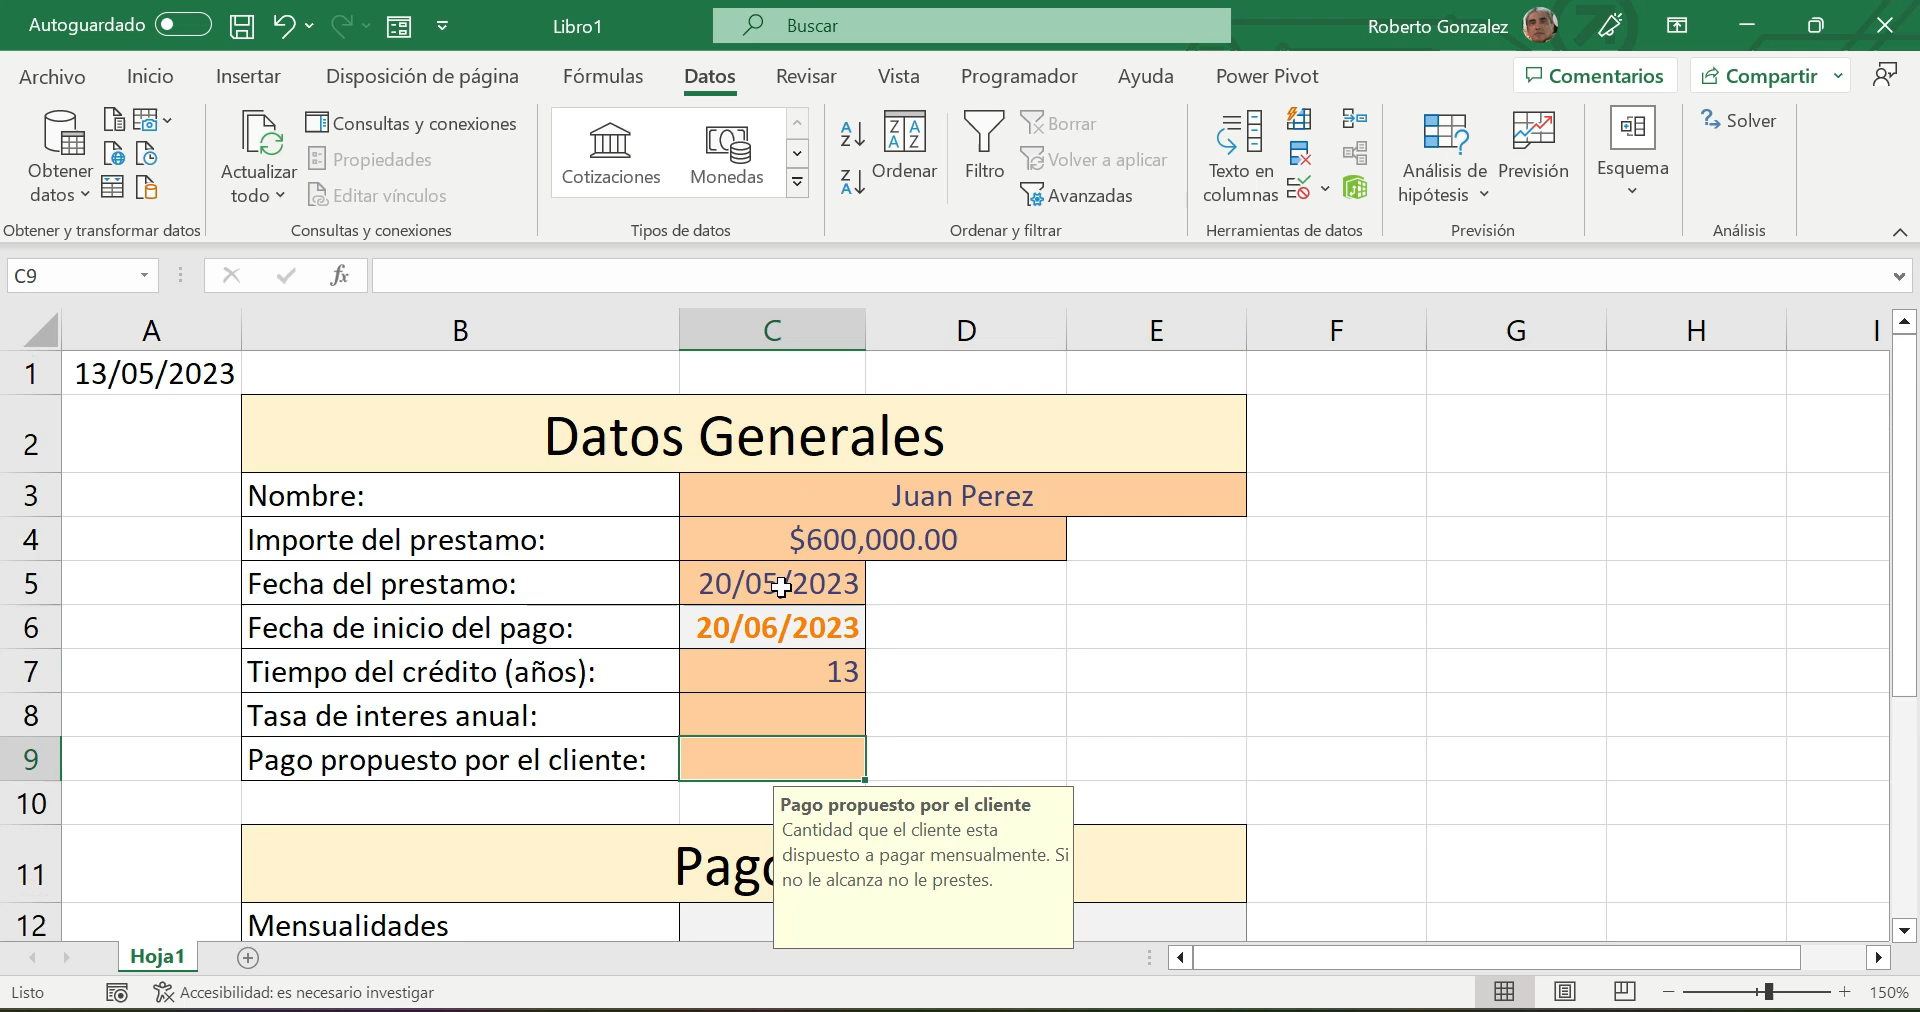 Autoguardado
Libro1
Buscar
Roberto Gonzalez
Archivo Inicio Insertar Disposición de página Fórmulas Datos Revisar Vista Programador Ayuda Power Pivot
Comentarios
Compartir
Obtener datos
Actualizar todo
Consultas y conexiones
Propiedades
Editar vínculos
Cotizaciones
Monedas
Ordenar
Filtro
Borrar
Volver a aplicar
Avanzadas
Texto en columnas
Análisis de hipótesis
Previsión
Esquema
Solver
Obtener y transformar datos
Consultas y conexiones
Tipos de datos
Ordenar y filtrar
Herramientas de datos
Previsión
Análisis
C9
fx
A B C D E F G H I
1 13/05/2023
2 Datos Generales
3 Nombre: Juan Perez
4 Importe del prestamo: $600,000.00
5 Fecha del prestamo: 20/05/2023
6 Fecha de inicio del pago: 20/06/2023
7 Tiempo del crédito (años): 13
8 Tasa de interes anual:
9 Pago propuesto por el cliente:
10
Pago propuesto por el cliente
Cantidad que el cliente esta
dispuesto a pagar mensualmente. Si
no le alcanza no le prestes.
11
12 Mensualidades
Hoja1
Listo
Accesibilidad: es necesario investigar
150%